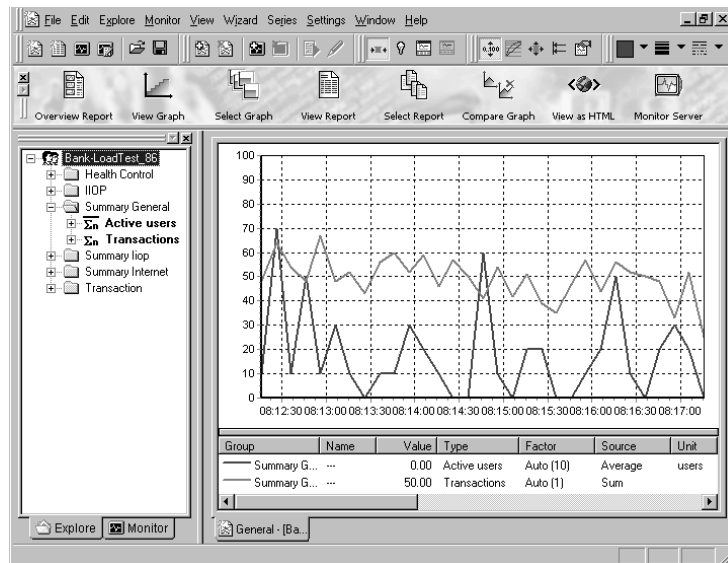 File Edit Explore Monitor View Wizard Series Settings Window Help
Overview Report View Graph Select Graph View Report Select Report Compare Graph View as HTML Monitor Server
Bank-LoadTest_86
Health Control
IIOP
Summary General
Σn Active users
Σn Transactions
Summary Iiop
Summary Internet
Transaction
Explore Monitor
100
90
80
70
60
50
40
30
20
10
0
08:12:30 08:13:00 08:13:30 08:14:00 08:14:30 08:15:00 08:15:30 08:16:00 08:16:30 08:17:00
Group Name Value Type Factor Source Unit
Summary G... --- 0.00 Active users Auto (10) Average users
Summary G... --- 50.00 Transactions Auto (1) Sum
General - [Ba...